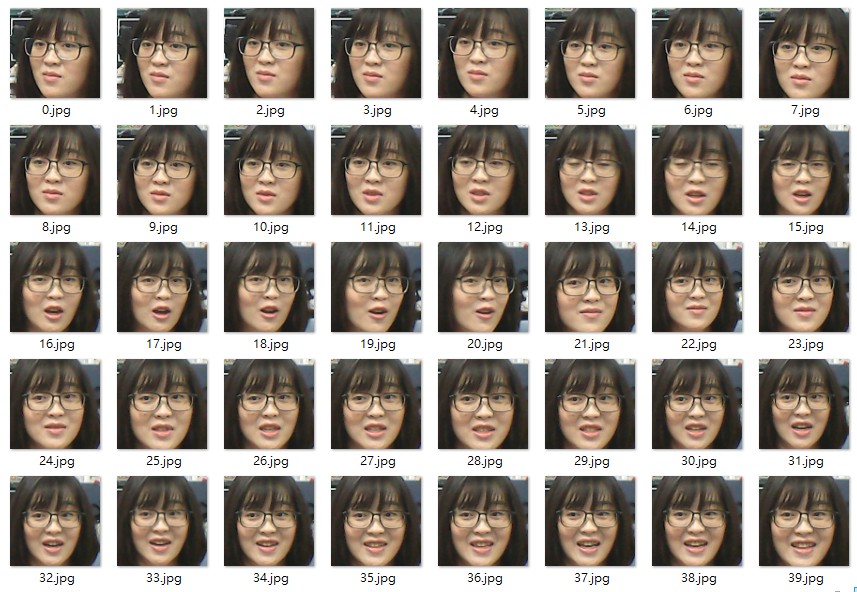 0.jpg 1.jpg 2.jpg 3.jpg 4.jpg 5.jpg 6.jpg 7.jpg
8.jpg 9.jpg 10.jpg 11.jpg 12.jpg 13.jpg 14.jpg 15.jpg
16.jpg 17.jpg 18.jpg 19.jpg 20.jpg 21.jpg 22.jpg 23.jpg
24.jpg 25.jpg 26.jpg 27.jpg 28.jpg 29.jpg 30.jpg 31.jpg
32.jpg 33.jpg 34.jpg 35.jpg 36.jpg 37.jpg 38.jpg 39.jpg